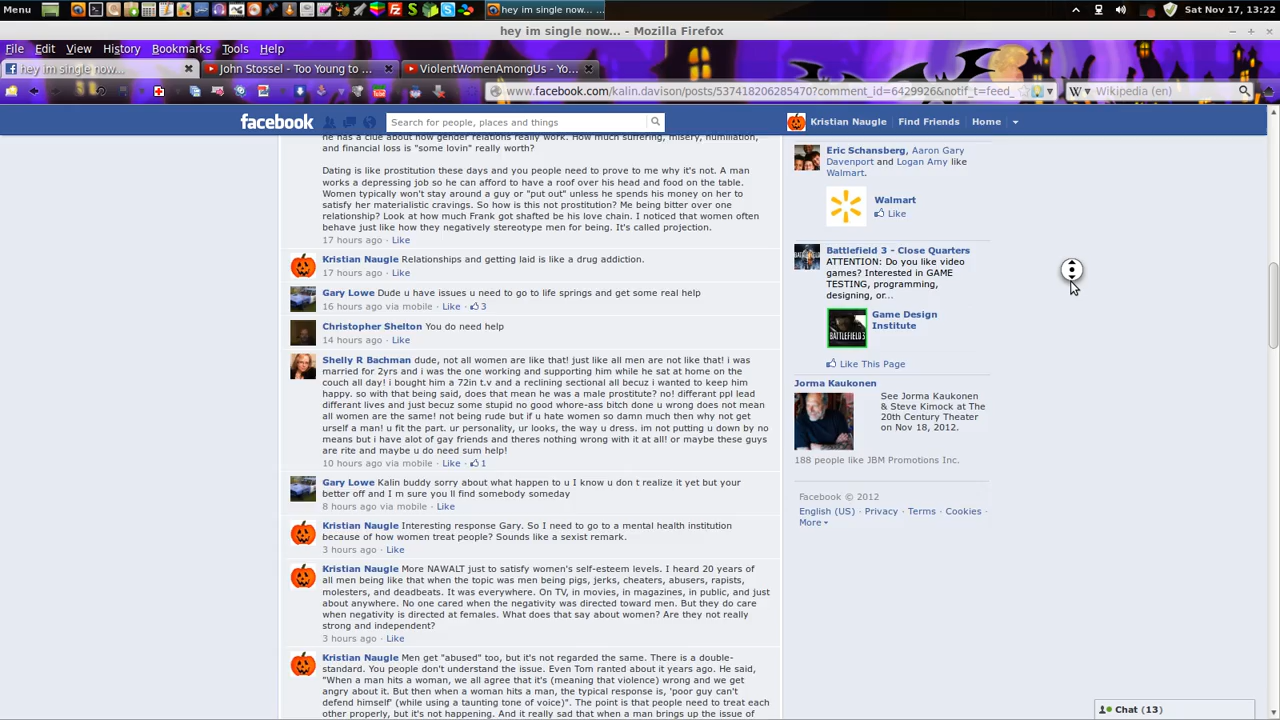 Menu
hey im single now... -
Sat Nov 17, 13:22
hey im single now... - Mozilla Firefox
File Edit View History Bookmarks Tools Help
hey im single now...
John Stossel - Too Young to ...
ViolentWomenAmongUs - Yo...
www.facebook.com/kalin.davison/posts/537418206285470?comment_id=6429926&notif_t=feed_
Wikipedia (en)
facebook
Search for people, places and things
Kristian Naugle Find Friends Home
he has a clue about how gender relations really work. How much suffering, misery, humiliation,
and financial loss is "some lovin" really worth?
Dating is like prostitution these days and you people need to prove to me why it's not. A man
works a depressing job so he can afford to have a roof over his head and food on the table.
Women typically won't stay around a guy or "put out" unless he spends his money on her to
satisfy her materialistic cravings. So how is this not prostitution? Me being bitter over one
relationship? Look at how much Frank got shafted be his love chain. I noticed that women often
behave just like how they negatively stereotype men for being. It's called projection.
17 hours ago · Like
Kristian Naugle Relationships and getting laid is like a drug addiction.
17 hours ago · Like
Gary Lowe Dude u have issues u need to go to life springs and get some real help
16 hours ago via mobile · Like · 3
Christopher Shelton You do need help
14 hours ago · Like
Shelly R Bachman dude, not all women are like that! just like all men are not like that! i was
married for 2yrs and i was the one working and supporting him while he sat at home on the
couch all day! i bought him a 72in t.v and a reclining sectional all becuz i wanted to keep him
happy. so with that being said, does that mean he was a male prostitute? no! differant ppl lead
differant lives and just becuz some stupid no good whore-ass bitch done u wrong does not mean
all women are the same! not being rude but if u hate women so damn much then why not get
urself a man! u fit the part. ur personality, ur looks, the way u dress. im not putting u down by no
means but i have alot of gay friends and theres nothing wrong with it at all! or maybe these guys
are rite and maybe u do need sum help!
10 hours ago via mobile · Like · 1
Gary Lowe Kalin buddy sorry about what happen to u I know u don t realize it yet but your
better off and I m sure you ll find somebody someday
8 hours ago via mobile · Like
Kristian Naugle Interesting response Gary. So I need to go to a mental health institution
because of how women treat people? Sounds like a sexist remark.
3 hours ago · Like
Kristian Naugle More NAWALT just to satisfy women's self-esteem levels. I heard 20 years of
all men being like that when the topic was men being pigs, jerks, cheaters, abusers, rapists,
molesters, and deadbeats. It was everywhere. On TV, in movies, in magazines, in public, and just
about anywhere. No one cared when the negativity was directed toward men. But they do care
when negativity is directed at females. What does that say about women? Are they not really
strong and independent?
3 hours ago · Like
Kristian Naugle Men get "abused" too, but it's not regarded the same. There is a double-
standard. You people don't understand the issue. Even Tom ranted about it years ago. He said,
"When a man hits a woman, we all agree that it's (meaning that violence) wrong and we get
angry about it. But then when a woman hits a man, the typical response is, 'poor guy can't
defend himself' (while using a taunting tone of voice)". The point is that people need to treat each
other properly, but it's not happening. And it really sad that when a man brings up the issue of
Eric Schansberg, Aaron Gary
Davenport and Logan Amy like
Walmart.
Walmart
Like
Battlefield 3 - Close Quarters
ATTENTION: Do you like video
games? Interested in GAME
TESTING, programming,
designing, or...
BATTLEFIELD 3
Game Design
Institute
Like This Page
Jorma Kaukonen
See Jorma Kaukonen
& Steve Kimock at The
20th Century Theater
on Nov 18, 2012.
188 people like JBM Promotions Inc.
Facebook © 2012
English (US) · Privacy · Terms · Cookies ·
More
Chat (13)